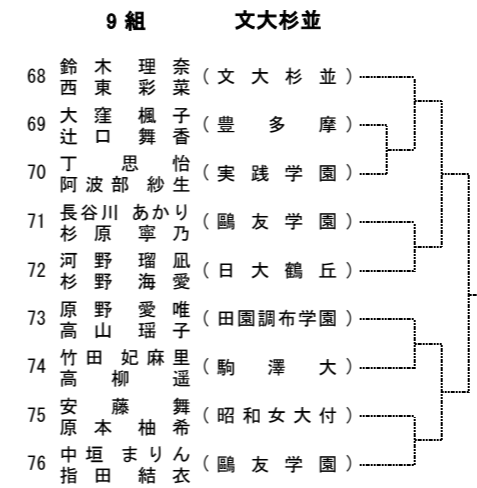 9 組 文大杉並
鈴木 理奈
68 (文大杉並)
西東 彩菜
大窪 楓子
69 (豊多摩)
辻口 舞香
丁 思怡
70 (実践学園)
阿波部 紗生
長谷川 あかり
71 (鷗友学園)
杉原 寧乃
河野 瑠凪
72 (日大鶴丘)
杉野 海愛
原野 愛唯
73 (田園調布学園)
高山 瑶子
竹田 妃麻里
74 (駒澤大)
高柳 遥
安藤 舞
75 (昭和女大付)
原本 柚希
中垣 まりん
76 (鷗友学園)
指田 結衣